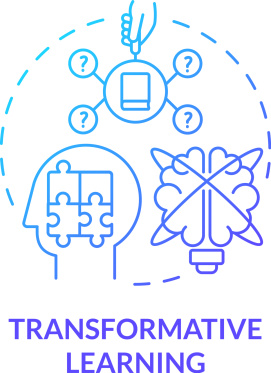 ? ?
? ?
TRANSFORMATIVE
LEARNING